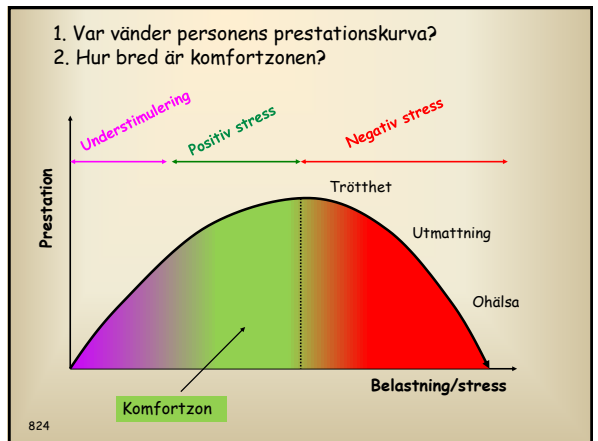 1. Var vänder personens prestationskurva?
2. Hur bred är komfortzonen?
Understimulering
Positiv stress
Negativ stress
Prestation
Trötthet
Utmattning
Ohälsa
Belastning/stress
Komfortzon
824